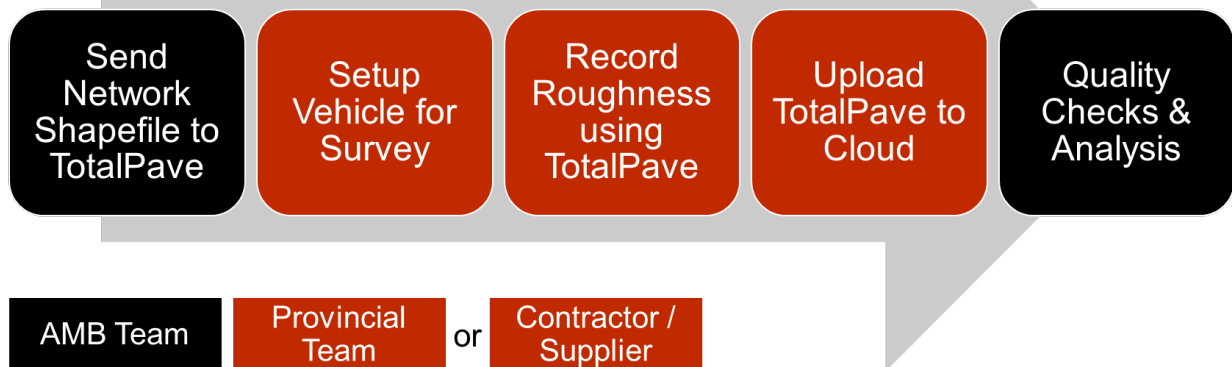 Send
Network
Shapefile to
TotalPave
Setup
Vehicle for
Survey
Record
Roughness
using
TotalPave
Upload
TotalPave to
Cloud
Quality
Checks &
Analysis
AMB Team
Provincial
Team
or
Contractor /
Supplier